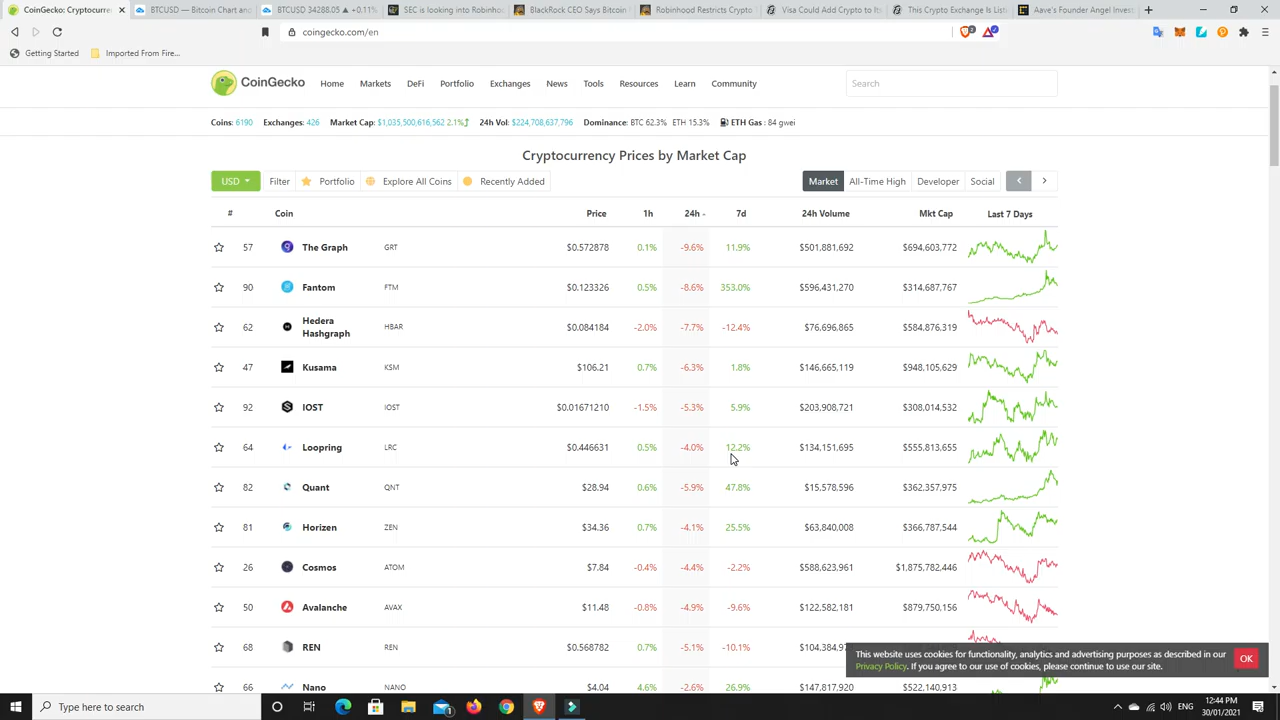 CoinGecko: Cryptocurrenc
BTCUSD — Bitcoin Chart and
BTCUSD 34288.05 ▲ +0.11%
SEC is looking into Robinho
BlackRock CEO Says Bitcoin
Robinhood Restricts Crypto
Visa Could Add Crypto to Its
This Crypto Exchange Is List
Aave's Founder Angel Inves
coingecko.com/en
Getting Started
Imported From Fire...
CoinGecko Home Markets DeFi Portfolio Exchanges News Tools Resources Learn Community Search
Coins: 6190 Exchanges: 426 Market Cap: $1,035,500,616,562 2.1% 24h Vol: $224,708,637,796 Dominance: BTC 62.3% ETH 15.3% ETH Gas : 84 gwei
Cryptocurrency Prices by Market Cap
USD Filter Portfolio Explore All Coins Recently Added Market All-Time High Developer Social
# Coin Price 1h 24h 7d 24h Volume Mkt Cap Last 7 Days
57 The Graph GRT $0.572878 0.1% -9.6% 11.9% $501,881,692 $694,603,772
90 Fantom FTM $0.123326 0.5% -8.6% 353.0% $596,431,270 $314,687,767
62 Hedera Hashgraph HBAR $0.084184 -2.0% -7.7% -12.4% $76,696,865 $584,876,319
47 Kusama KSM $106.21 0.7% -6.3% 1.8% $146,665,119 $948,105,629
92 IOST IOST $0.01671210 -1.5% -5.3% 5.9% $203,908,721 $308,014,532
64 Loopring LRC $0.446631 0.5% -4.0% 12.2% $134,151,695 $555,813,655
82 Quant QNT $28.94 0.6% -5.9% 47.8% $15,578,596 $362,357,975
81 Horizen ZEN $34.36 0.7% -4.1% 25.5% $63,840,008 $366,787,544
26 Cosmos ATOM $7.84 -0.4% -4.4% -2.2% $588,623,961 $1,875,782,446
50 Avalanche AVAX $11.48 -0.8% -4.9% -9.6% $122,582,181 $879,750,156
68 REN REN $0.568782 0.7% -5.1% -10.1% $104,384,97
66 Nano NANO $4.04 4.6% -2.6% 26.9% $147,817,920 $522,140,913
This website uses cookies for functionality, analytics and advertising purposes as described in our
Privacy Policy. If you agree to our use of cookies, please continue to use our site.
OK
Type here to search
ENG
12:44 PM
30/01/2021